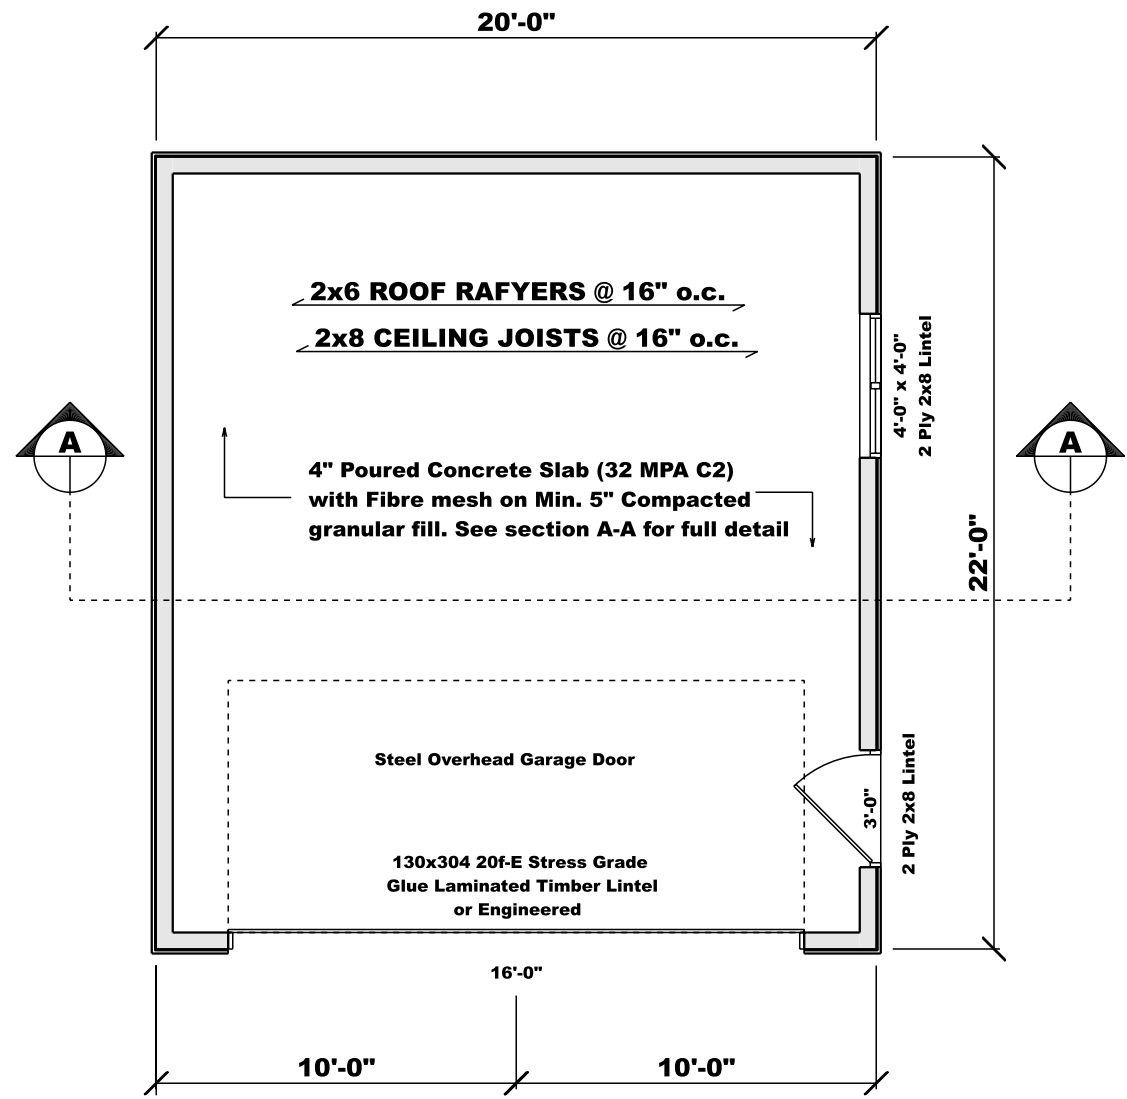 20'-0"
2x6 ROOF RAFYERS @ 16" o.c.
2x8 CEILING JOISTS @ 16" o.c.
4'-0" x 4'-0"
2 Ply 2x8 Lintel
A
A
4" Poured Concrete Slab (32 MPA C2)
with Fibre mesh on Min. 5" Compacted
granular fill. See section A-A for full detail
22'-0"
Steel Overhead Garage Door
3'-0"
2 Ply 2x8 Lintel
130x304 20f-E Stress Grade
Glue Laminated Timber Lintel
or Engineered
16'-0"
10'-0"
10'-0"